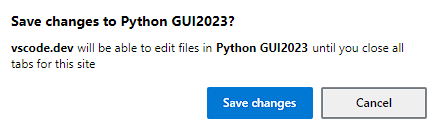 Save changes to Python GUI2023?
vscode.dev will be able to edit files in Python GUI2023 until you close all
tabs for this site
Save changes
Cancel